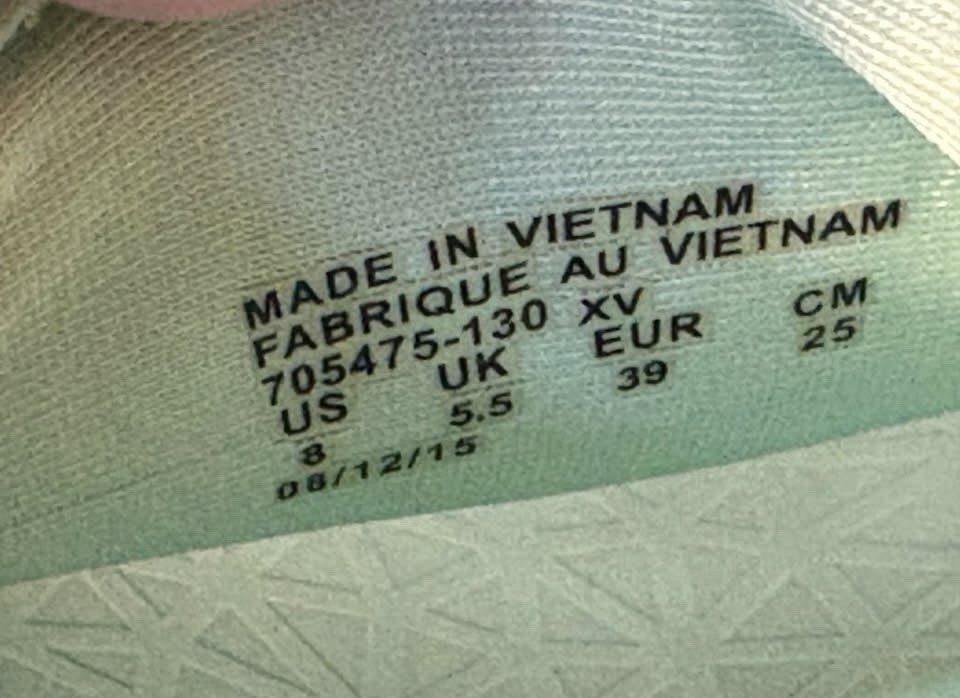 MADE IN VIETNAM
FABRIQUE AU VIETNAM
705475-130 XV
US UK EUR CM
8 5.5 39 25
08/12/15